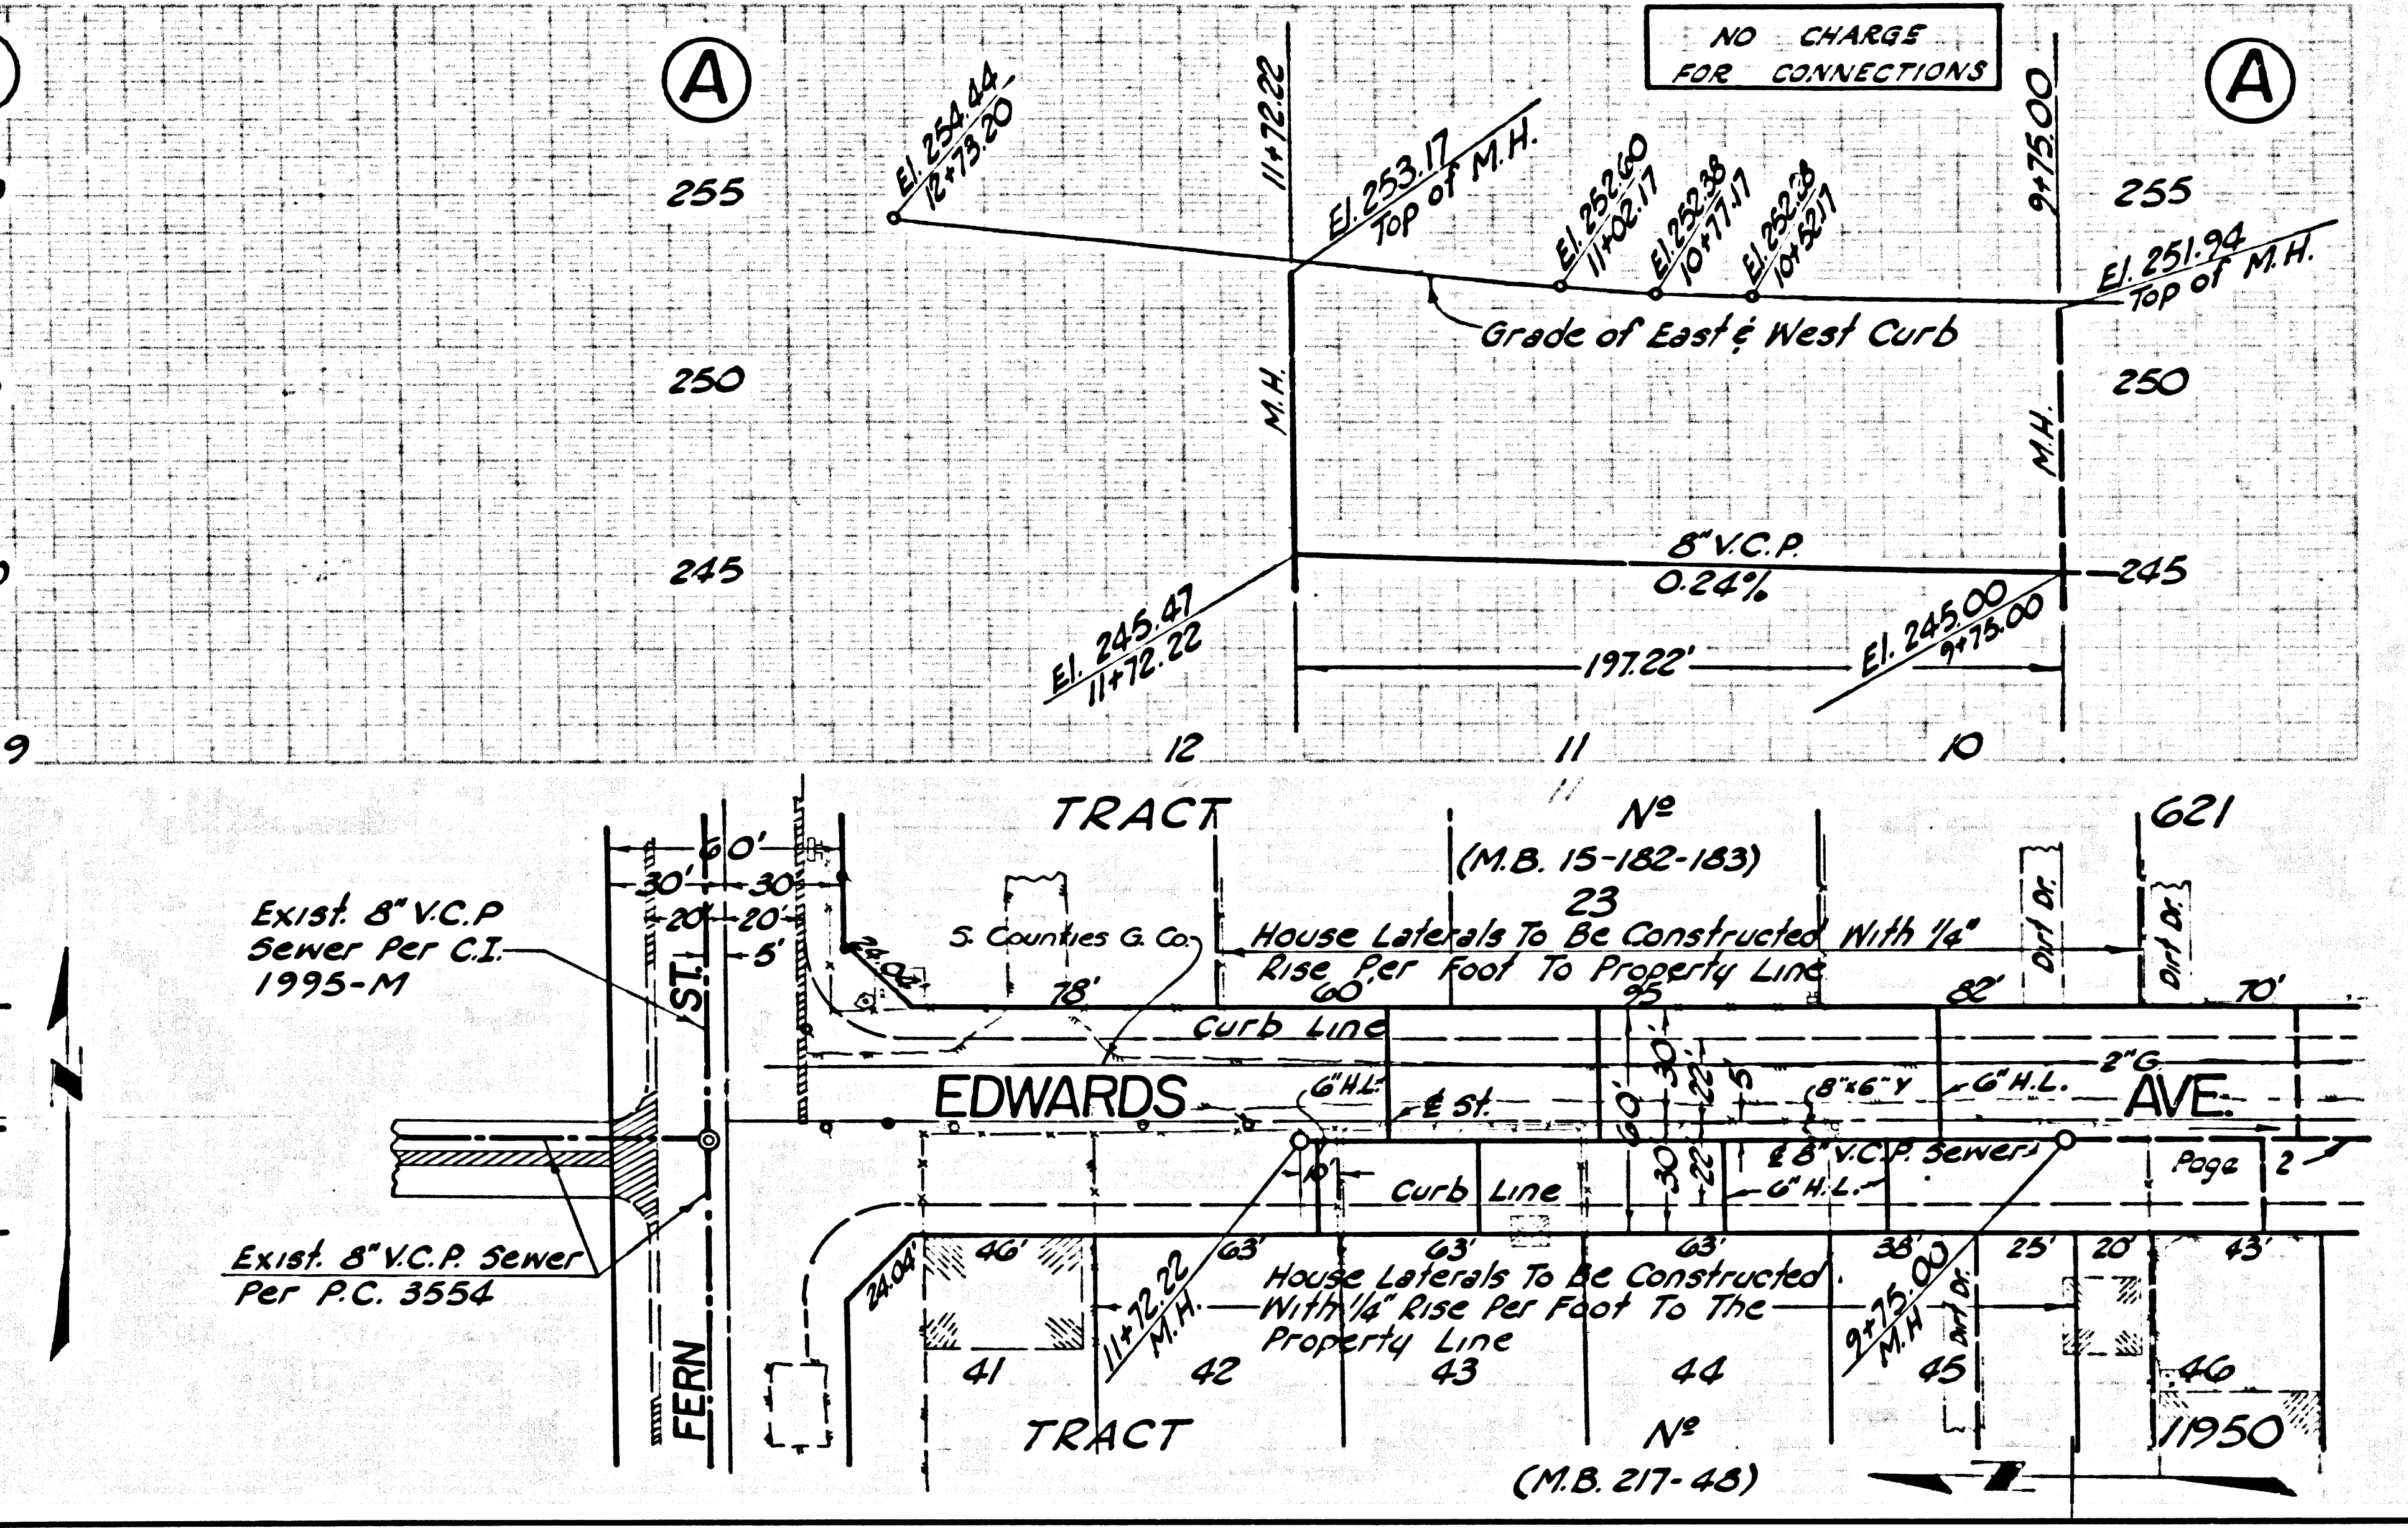 NO CHARGE
FOR CONNECTIONS
A
A
255
250
245
255
250
245
El. 254.44
12+73.20
11+72.22
El. 253.17
Top of M.H.
El. 252.60
11+02.17
El. 252.38
10+77.17
El. 252.28
10+52.17
9+75.00
El. 251.94
Top of M.H.
Grade of East & West Curb
M.H.
M.H.
8" V.C.P.
0.24%
El. 245.47
11+72.22
El. 245.00
9+75.00
197.22'
9
12
11
10
11
TRACT Nº 621
(M.B. 15-182-183)
23
60'
30' 30'
20' 20'
5'
Exist. 8" V.C.P
Sewer Per C.I.
1995-M
ST.
24.04'
S. Counties G. Co.
House Laterals To Be Constructed With 1/4"
Rise Per Foot To Property Line
Dirt Dr.
Dirt Dr.
78'
60'
95'
82'
70'
Curb Line
EDWARDS AVE.
6" H.L.
℄ St.
60'
30'
22'
5'
30'
22'
8"x6" Y
6" H.L.
2" G.
℄ 8" V.C.P. Sewer
Page 2
10'
Curb Line
6" H.L.
Exist. 8" V.C.P. Sewer
Per P.C. 3554
FERN
24.04'
46'
63'
63'
63'
38'
25'
20'
43'
11+72.22
M.H.
House Laterals To Be Constructed
With 1/4" Rise Per Foot To The
Property Line
9+75.00
M.H
Dirt Dr.
41
42
43
44
45
46
TRACT Nº 11950
(M.B. 217-48)
N
N